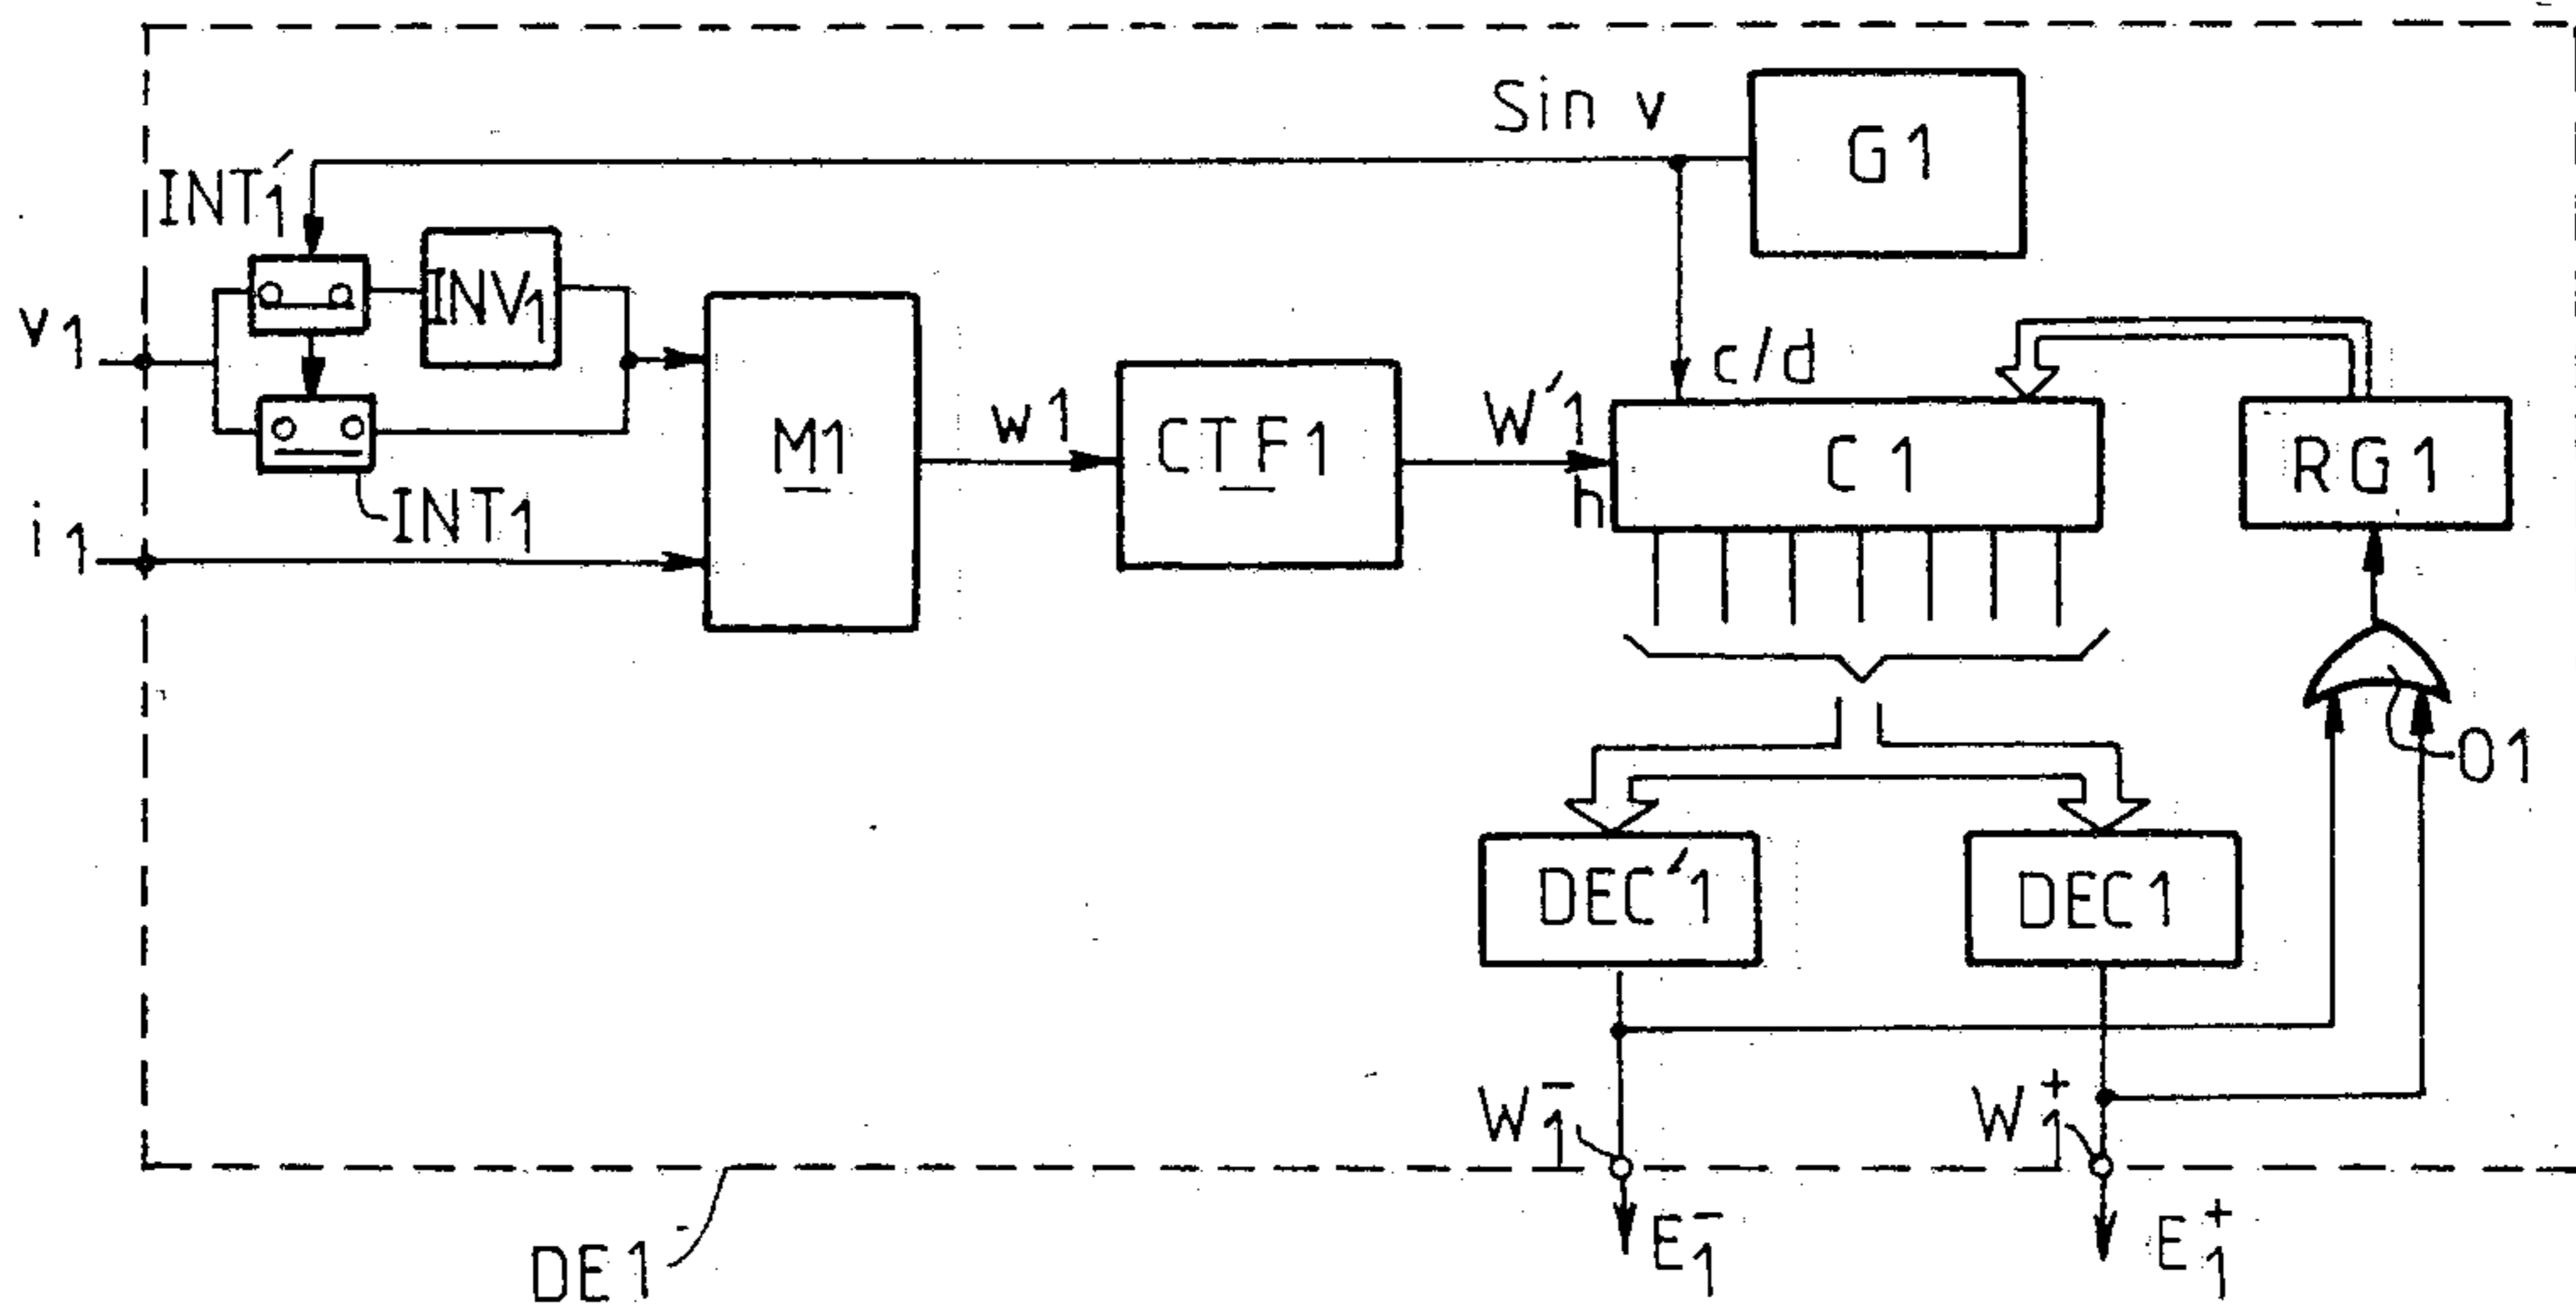 Sin v
G1
INT'1
INV1
v1
c/d
M1
w1
CTF1
W'1
h
C1
RG1
INT1
i1
O1
DEC'1
DEC1
W1-
W1+
E1-
E1+
DE1